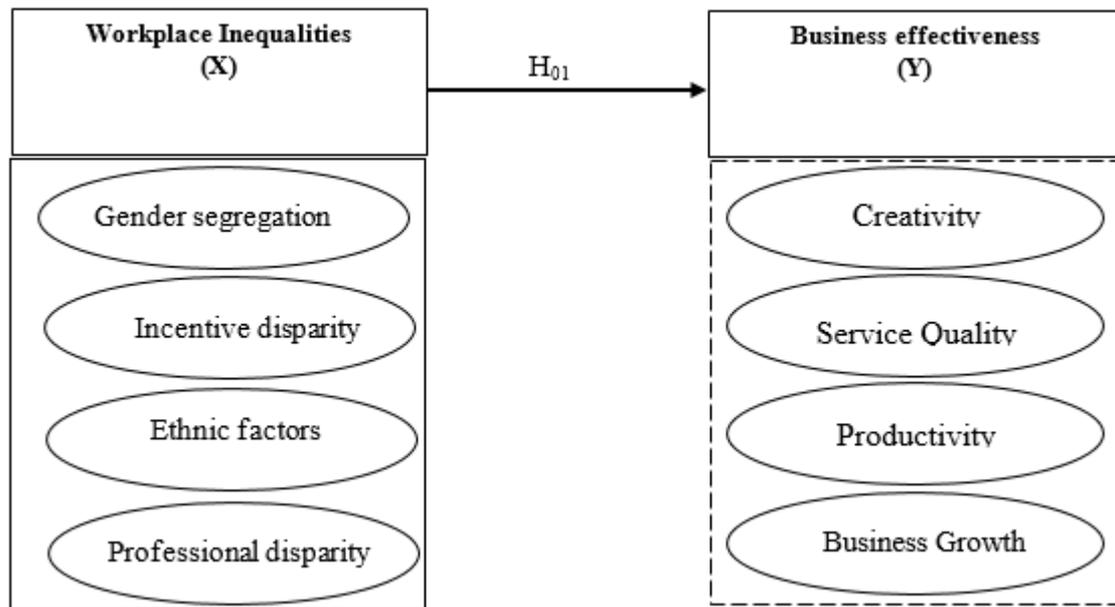 Workplace Inequalities
(X)
H01
Business effectiveness
(Y)
Gender segregation
Incentive disparity
Ethnic factors
Professional disparity
Creativity
Service Quality
Productivity
Business Growth